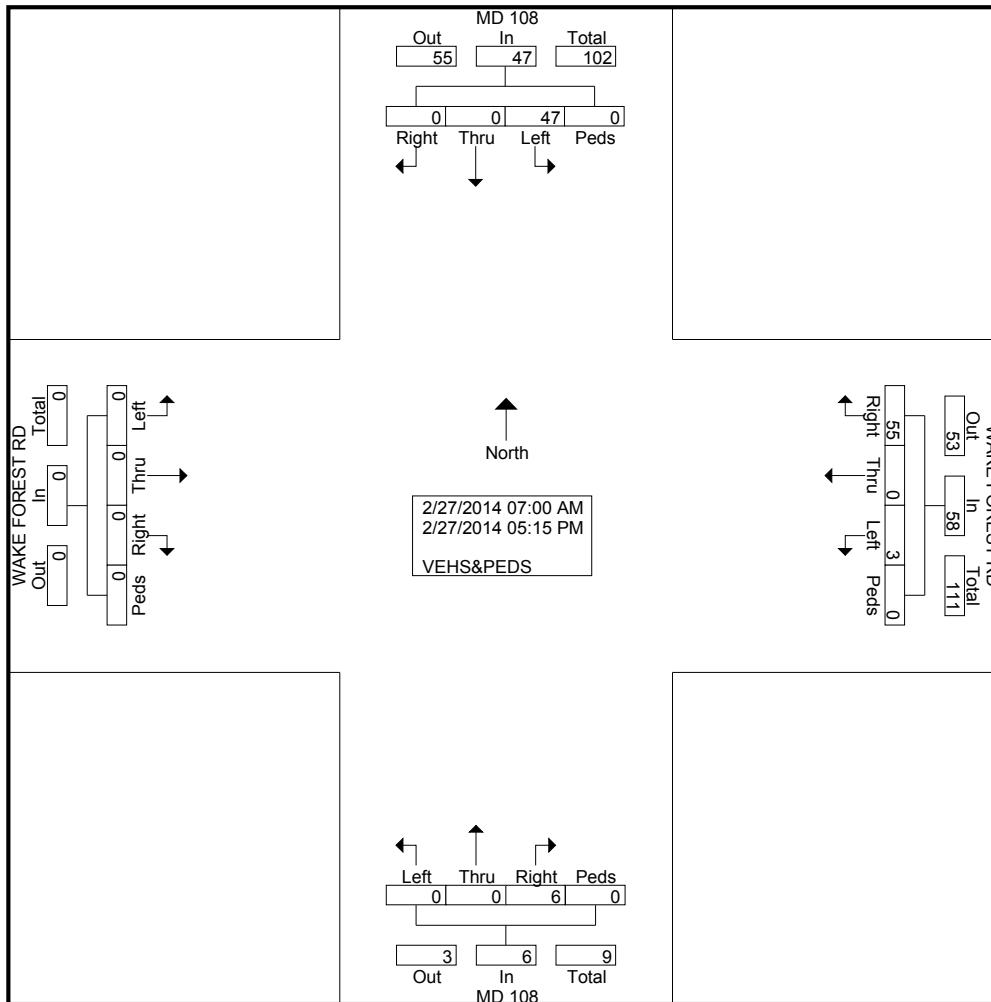 MD 108
Out In Total
55 47 102
0 0 47 0
Right Thru Left Peds
WAKE FOREST RD
Total In Out
0 0 0
0 0 0 0
Left Thru Right Peds
North
2/27/2014 07:00 AM
2/27/2014 05:15 PM
VEHS&PEDS
Right Thru Left Peds
55 0 3 0
53 58 111
Out In Total
WAKE FOREST RD
Left Thru Right Peds
0 0 6 0
3 6 9
Out In Total
MD 108